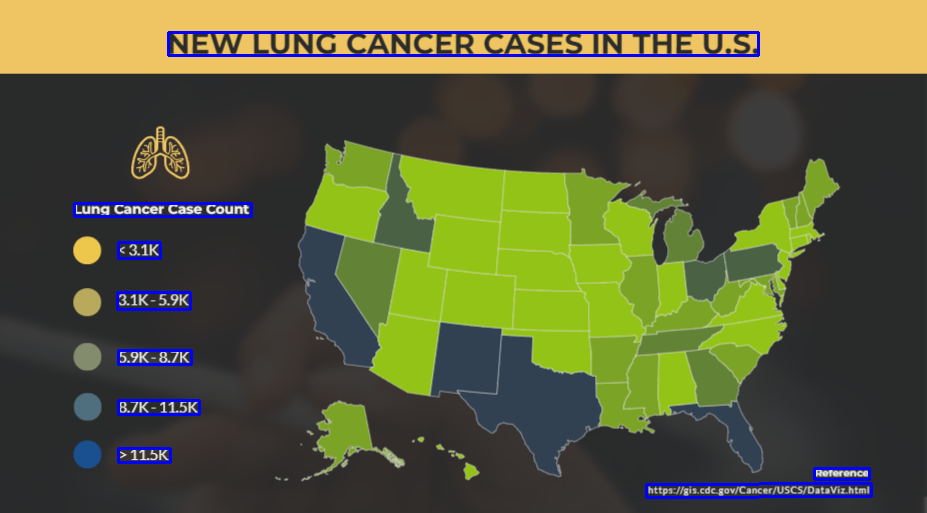 NEW LUNG CANCER CASES IN THE U.S.
Lung Cancer Case Count
< 3.1K
3.1K - 5.9K
5.9K - 8.7K
8.7K - 11.5K
> 11.5K
Reference
https://gis.cdc.gov/Cancer/USCS/DataViz.html